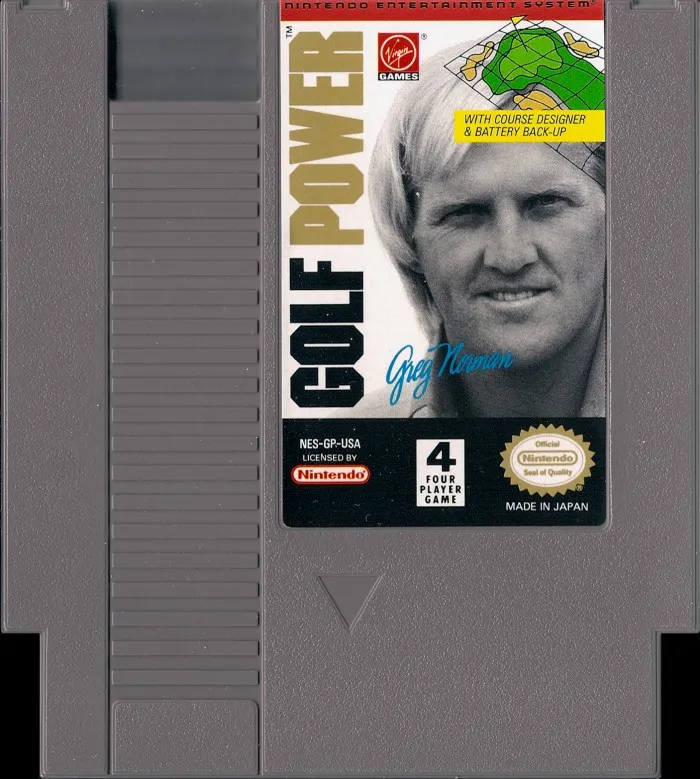 NINTENDO ENTERTAINMENT SYSTEM®
GOLF POWER
™
Virgin ®
GAMES
WITH COURSE DESIGNER
& BATTERY BACK-UP
Greg Norman
NES-GP-USA
LICENSED BY
Nintendo®
4
FOUR
PLAYER
GAME
Official
Nintendo
Seal of Quality
®
MADE IN JAPAN